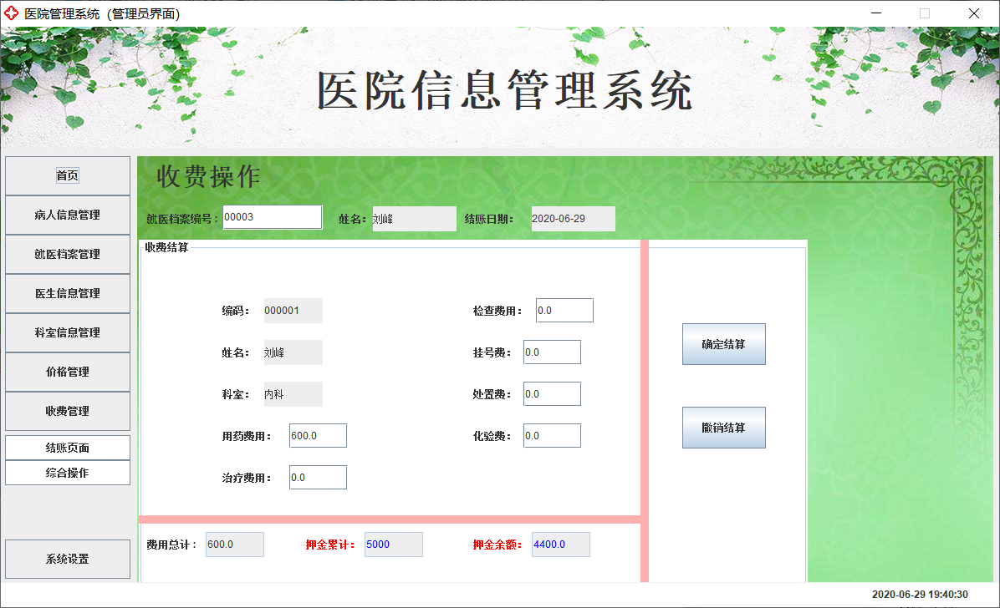 医院管理系统（管理员界面）
医院信息管理系统
首页
病人信息管理
就医档案管理
医生信息管理
科室信息管理
价格管理
收费管理
结账页面
综合操作
系统设置
收费操作
就医档案编号： 00003 姓名： 刘峰 结账日期： 2020-06-29
收费结算
编码： 000001 检查费用： 0.0
姓名： 刘峰 挂号费： 0.0
科室： 内科 处置费： 0.0
用药费用： 600.0 化验费： 0.0
治疗费用： 0.0
确定结算
撤销结算
费用总计： 600.0 押金累计： 5000 押金余额： 4400.0
2020-06-29 19:40:30